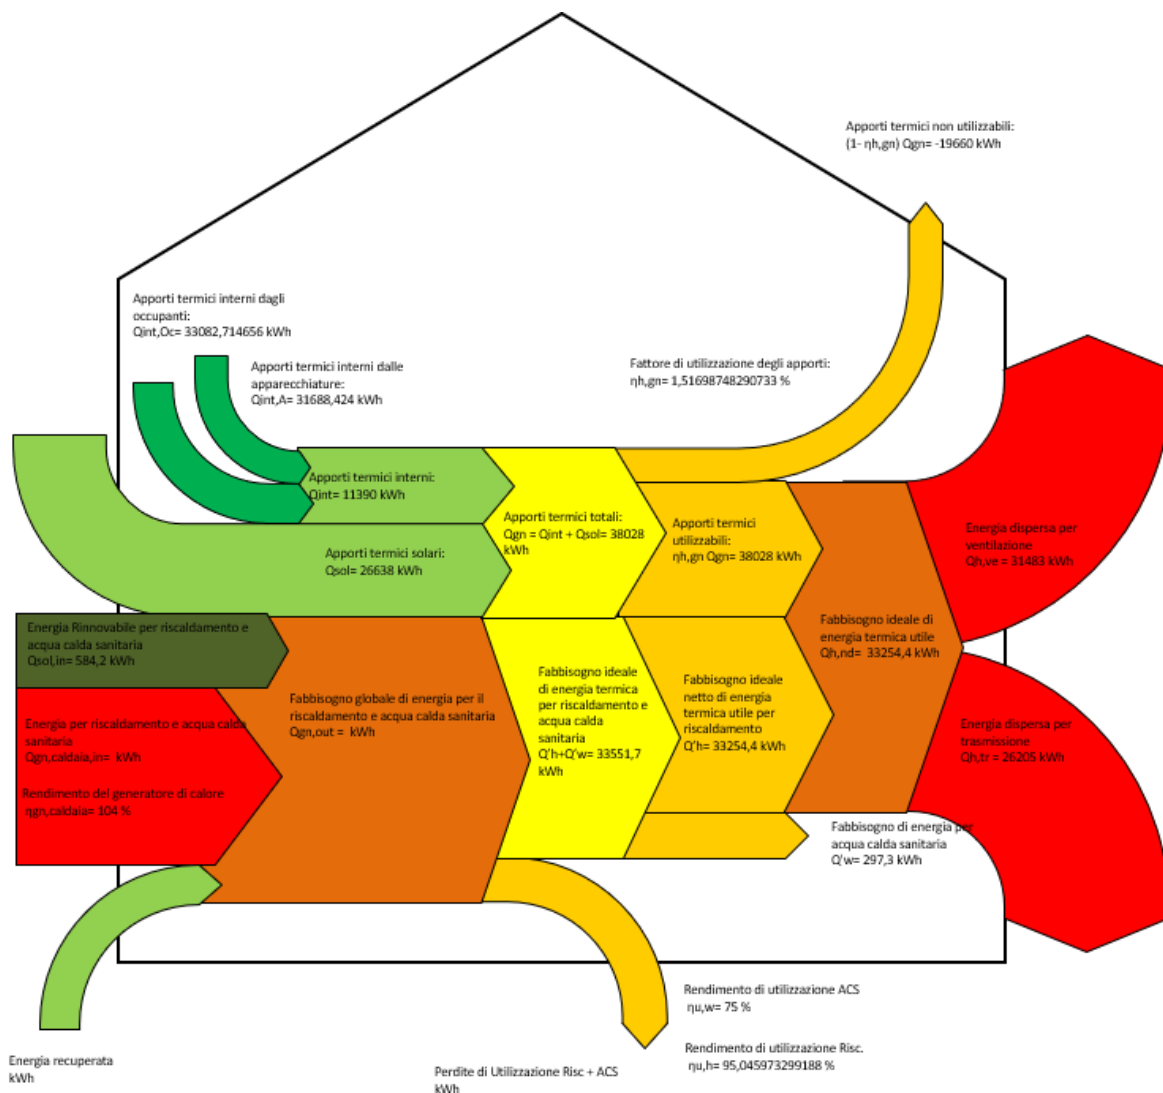 Apporti termici non utilizzabili:
(1- ηh,gn) Qgn= -19660 kWh
Apporti termici interni dagli
occupanti:
Qint,Oc= 33082,714656 kWh
Apporti termici interni dalle
apparecchiature:
Qint,A= 31688,424 kWh
Fattore di utilizzazione degli apporti:
ηh,gn= 1,51698748290733 %
Apporti termici interni:
Qint= 11390 kWh
Apporti termici solari:
Qsol= 26638 kWh
Apporti termici totali:
Qgn = Qint + Qsol= 38028
kWh
Apporti termici
utilizzabili:
ηh,gn Qgn= 38028 kWh
Energia dispersa per
ventilazione
Qh,ve = 31483 kWh
Energia Rinnovabile per riscaldamento e
acqua calda sanitaria
Qsol,in= 584,2 kWh
Fabbisogno ideale di
energia termica utile
Qh,nd=  33254,4 kWh
Fabbisogno globale di energia per il
riscaldamento e acqua calda sanitaria
Qgn,out =  kWh
Fabbisogno ideale
di energia termica
per riscaldamento e
acqua calda
sanitaria
Q'h+Q'w= 33551,7
kWh
Fabbisogno ideale
netto di energia
termica utile per
riscaldamento
Q'h= 33254,4 kWh
Energia per riscaldamento e acqua calda
sanitaria
Qgn,caldaia,in=  kWh
Rendimento del generatore di calore
ηgn,caldaia= 104 %
Energia dispersa per
trasmissione
Qh,tr = 26205 kWh
Fabbisogno di energia per
acqua calda sanitaria
Q'w= 297,3 kWh
Rendimento di utilizzazione ACS
ηu,w= 75 %
Rendimento di utilizzazione Risc.
ηu,h= 95,045973299188 %
Energia recuperata
kWh
Perdite di Utilizzazione Risc + ACS
kWh